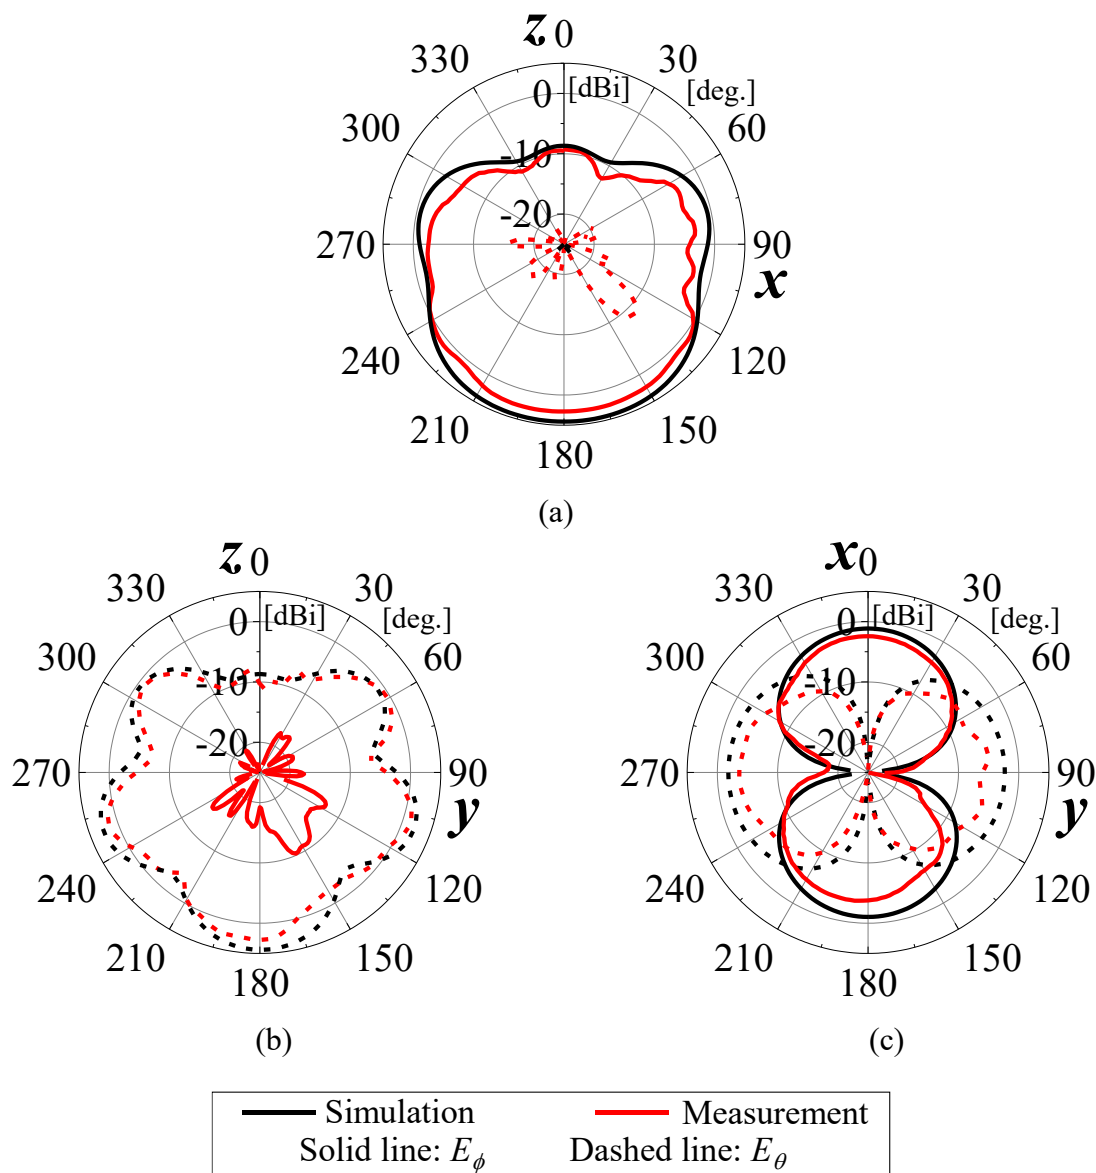 z 0
330 30
[dBi] [deg.]
0
300 60
-10
-20
270 90
x
240 120
210 150
180
(a)
z 0
330 30
[dBi] [deg.]
0
300 60
-10
-20
270 90
y
240 120
210 150
180
(b)
x 0
330 30
[dBi] [deg.]
0
300 60
-10
-20
270 90
y
240 120
210 150
180
(c)
Simulation Measurement
Solid line: E_ϕ Dashed line: E_θ